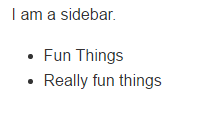 I am a sidebar.
• Fun Things
• Really fun things